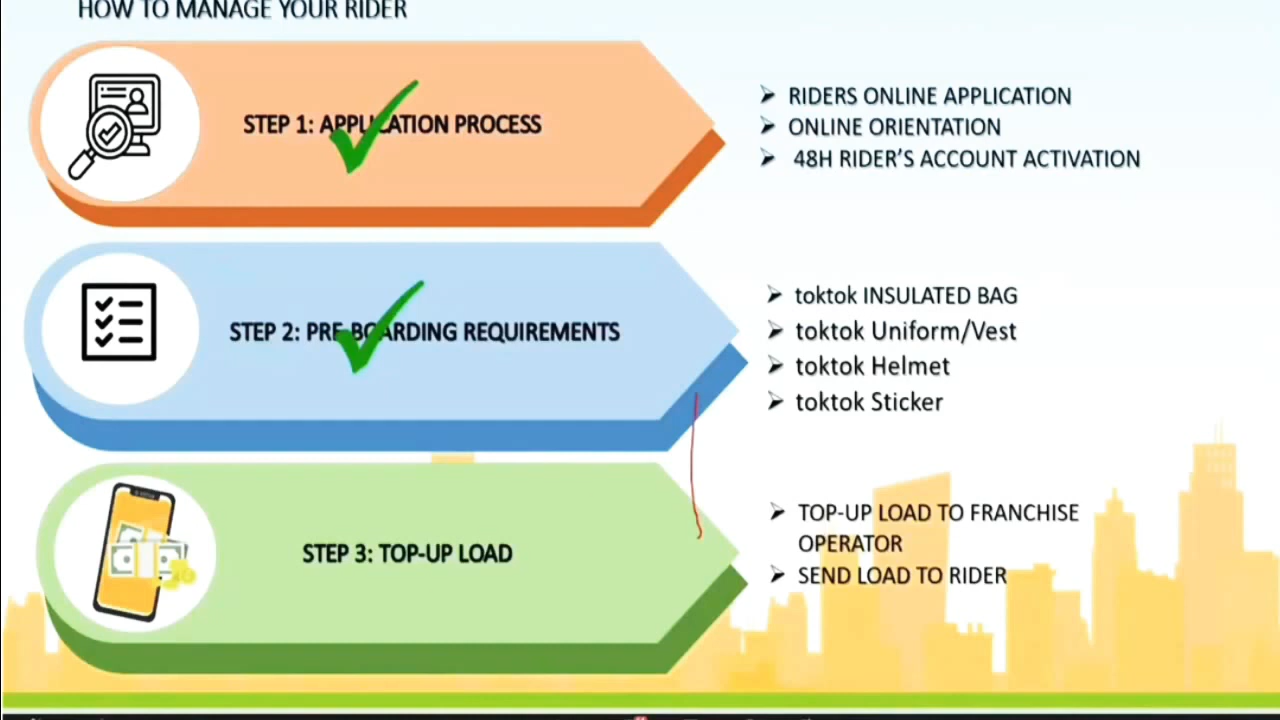 HOW TO MANAGE YOUR RIDER
STEP 1: APPLICATION PROCESS
RIDERS ONLINE APPLICATION
ONLINE ORIENTATION
48H RIDER'S ACCOUNT ACTIVATION
STEP 2: PRE-BOARDING REQUIREMENTS
toktok INSULATED BAG
toktok Uniform/Vest
toktok Helmet
toktok Sticker
STEP 3: TOP-UP LOAD
TOP-UP LOAD TO FRANCHISE
OPERATOR
SEND LOAD TO RIDER